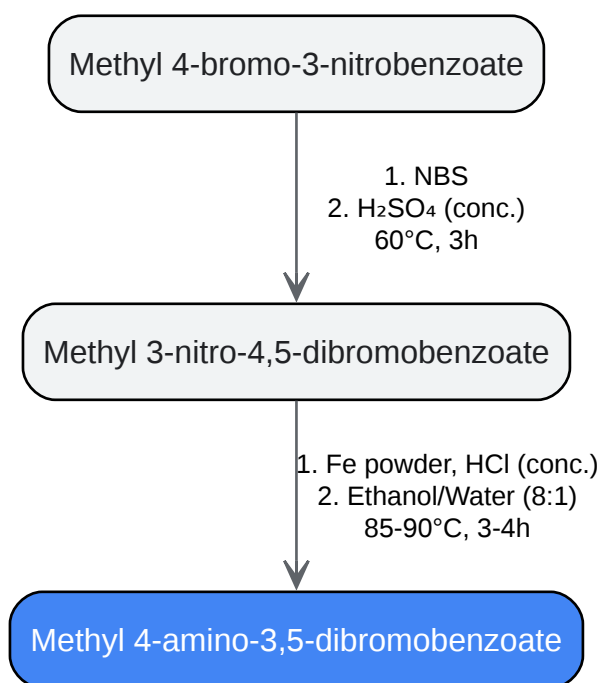 Methyl 4-bromo-3-nitrobenzoate
1. NBS
2. H₂SO₄ (conc.)
60°C, 3h
Methyl 3-nitro-4,5-dibromobenzoate
1. Fe powder, HCl (conc.)
2. Ethanol/Water (8:1)
85-90°C, 3-4h
Methyl 4-amino-3,5-dibromobenzoate